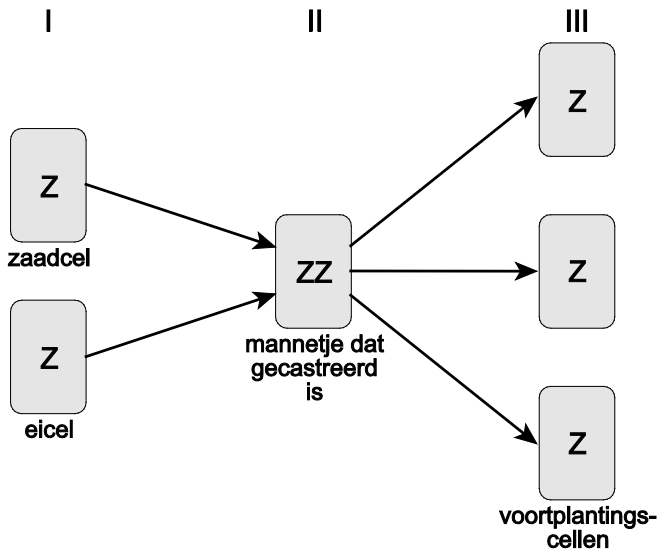 I II III
Z
zaadcel
Z
eicel
ZZ
mannetje dat
gecastreerd
is
Z
Z
Z
voortplantings-
cellen